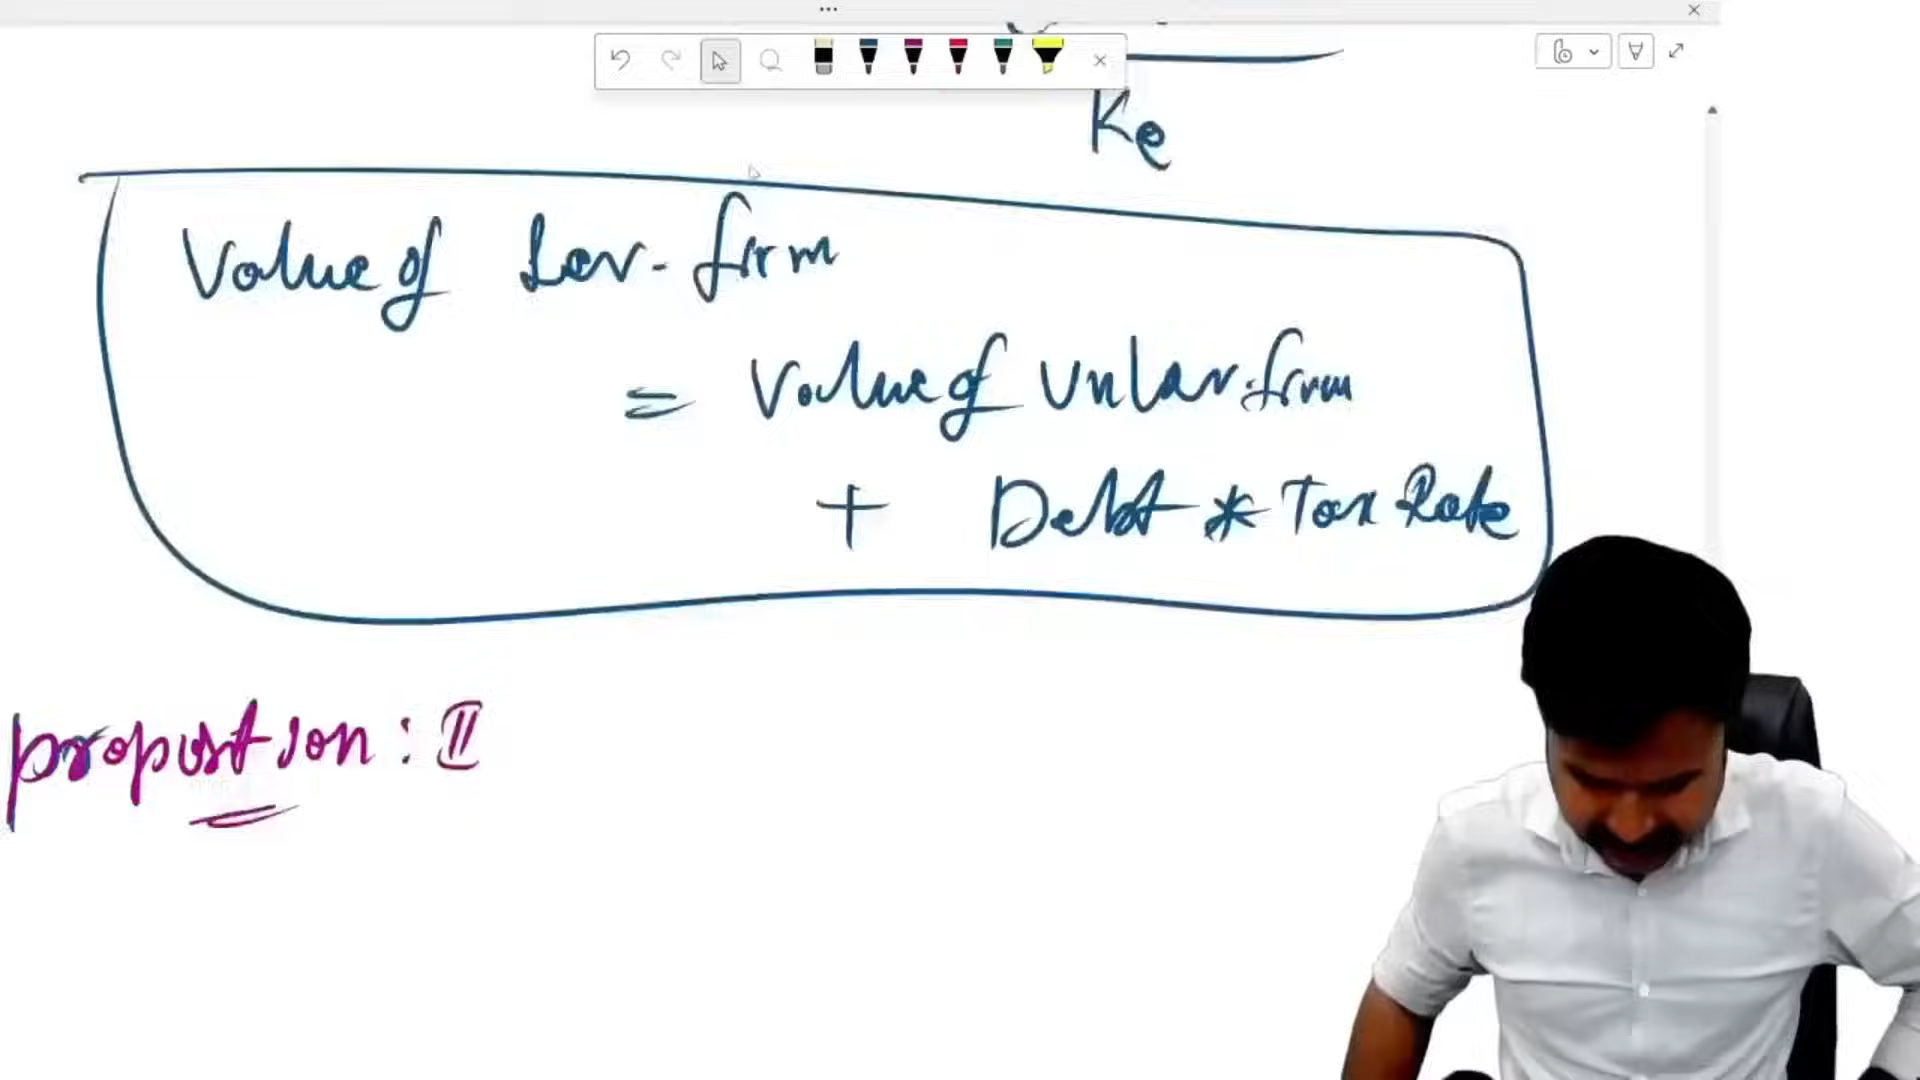 Ke
Value of Lev. firm
= Value of Unlev. firm
+ Debt * Tax Rate
proposition : II